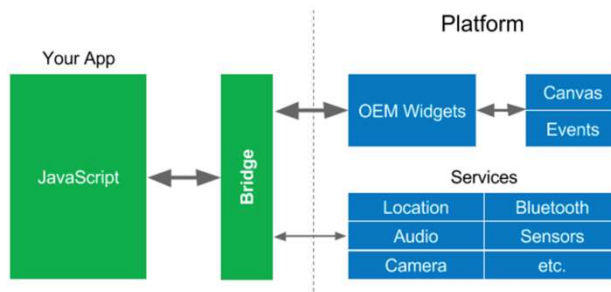 Platform
Your App
JavaScript
Bridge
OEM Widgets
Canvas
Events
Services
Location
Bluetooth
Audio
Sensors
Camera
etc.